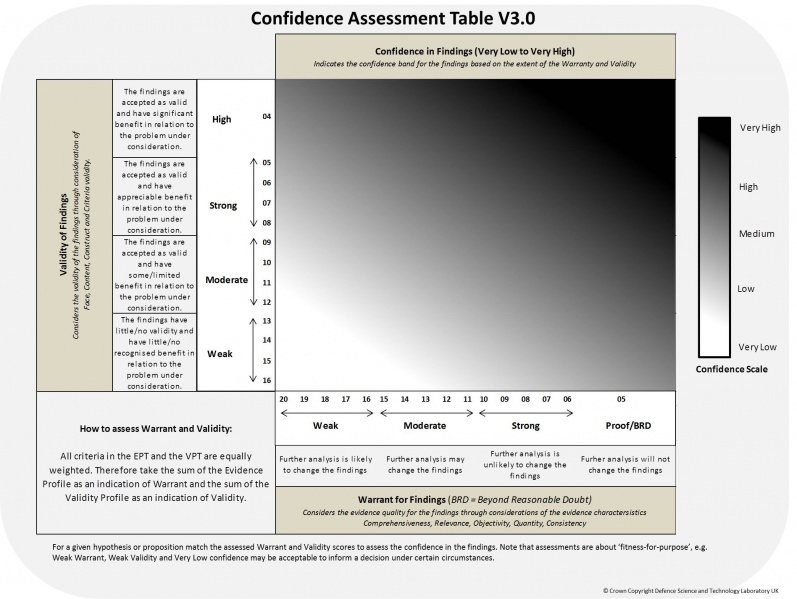 Confidence Assessment Table V3.0
Confidence in Findings (Very Low to Very High)
Indicates the confidence band for the findings based on the extent of the Warranty and Validity
Validity of Findings
Considers the validity of the findings through consideration of
Face, Content, Construct and Criteria validity.
The findings are
accepted as valid
and have significant
benefit in relation to
the problem under
consideration.
High
04
The findings are
accepted as valid
and have
appreciable benefit
in relation to the
problem under
consideration.
Strong
05
06
07
08
The findings are
accepted as valid
and have
some/limited
benefit in relation to
the problem under
consideration.
Moderate
09
10
11
12
The findings have
little/no validity and
have little/no
recognised benefit in
relation to the
problem under
consideration.
Weak
13
14
15
16
Very High
High
Medium
Low
Very Low
Confidence Scale
20 19 18 17 16 15 14 13 12 11 10 09 08 07 06 05
Weak Moderate Strong Proof/BRD
Further analysis is likely
to change the findings
Further analysis may
change the findings
Further analysis is
unlikely to change the
findings
Furher analysis will not
change the findings
How to assess Warrant and Validity:
All criteria in the EPT and the VPT are equally
weighted. Therefore take the sum of the Evidence
Profile as an indication of Warrant and the sum of the
Validity Profile as an indication of Validity.
Warrant for Findings (BRD = Beyond Reasonable Doubt)
Considers the evidence quality for the findings through considerations of the evidence charactersistics
Comprehensiveness, Relevance, Objectivity, Quantity, Consistency
For a given hypothesis or proposition match the assessed Warrant and Validity scores to assess the confidence in the findings. Note that assessments are about 'fitness-for-purpose', e.g.
Weak Warrant, Weak Validity and Very Low confidence may be acceptable to inform a decision under certain circumstances.
© Crown Copyright Defence Science and Technology Laboratory UK